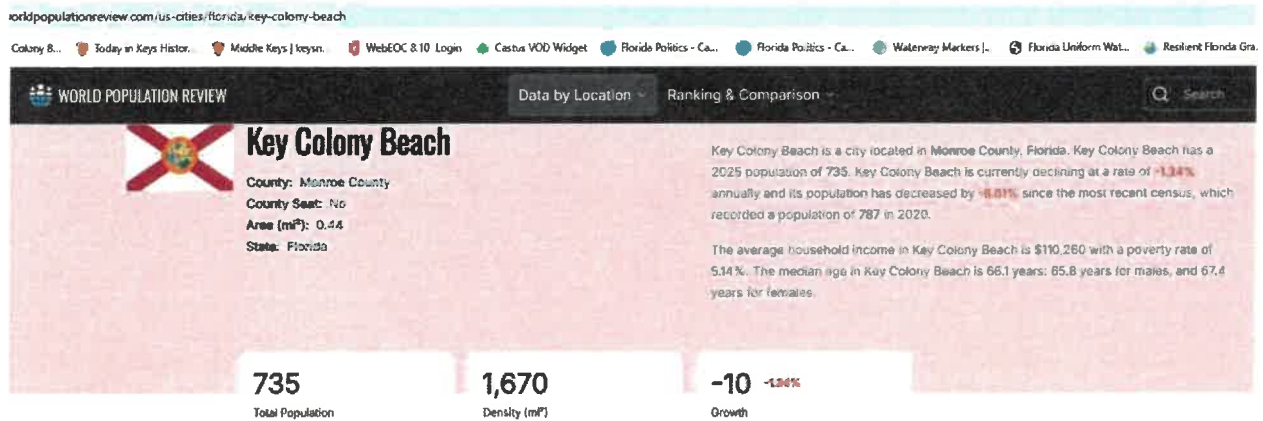 orldpopulationreview.com/us-cities/florida/key-colony-beach
Colony B... Today in Keys Histor... Middle Keys | keysn... WebEOC 8.10 Login Castus VOD Widget Florida Politics - Ca... Florida Politics - Ca... Waterway Markers |... Florida Uniform Wat... Resilient Florida Gra...
WORLD POPULATION REVIEW Data by Location Ranking & Comparison Search
Key Colony Beach
County: Monroe County
County Seat: No
Area (mi²): 0.44
State: Florida
Key Colony Beach is a city located in Monroe County, Florida. Key Colony Beach has a
2025 population of 735. Key Colony Beach is currently declining at a rate of -1.34%
annually and its population has decreased by -6.61% since the most recent census, which
recorded a population of 787 in 2020.
The average household income in Key Colony Beach is $110,260 with a poverty rate of
5.14%. The median age in Key Colony Beach is 66.1 years: 65.8 years for males, and 67.4
years for females.
735
Total Population
1,670
Density (mi²)
-10 -1.34%
Growth